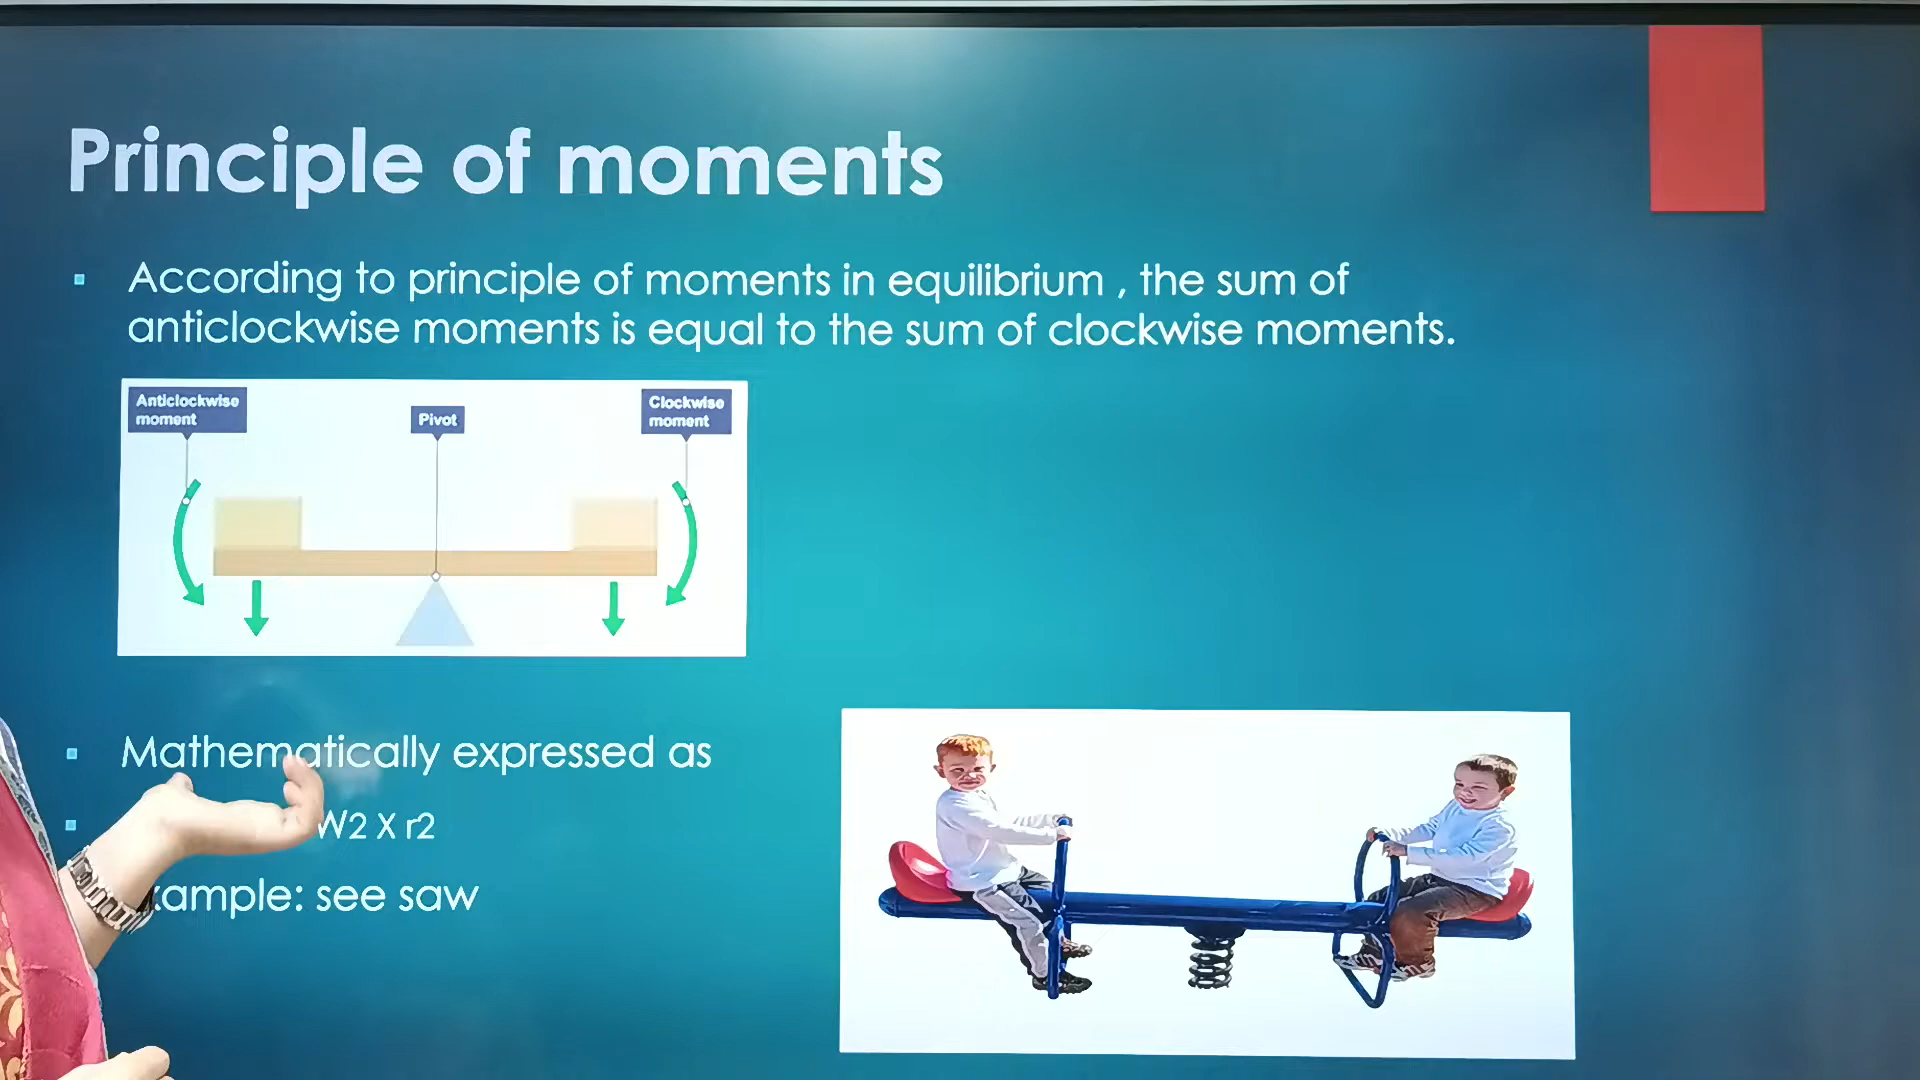 Principle of moments
According to principle of moments in equilibrium , the sum of
anticlockwise moments is equal to the sum of clockwise moments.
Anticlockwise
moment
Pivot
Clockwise
moment
Mathematically expressed as
W2 X r2
xample: see saw